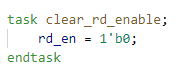 task clear_rd_enable;
    rd_en = 1'b0;
endtask